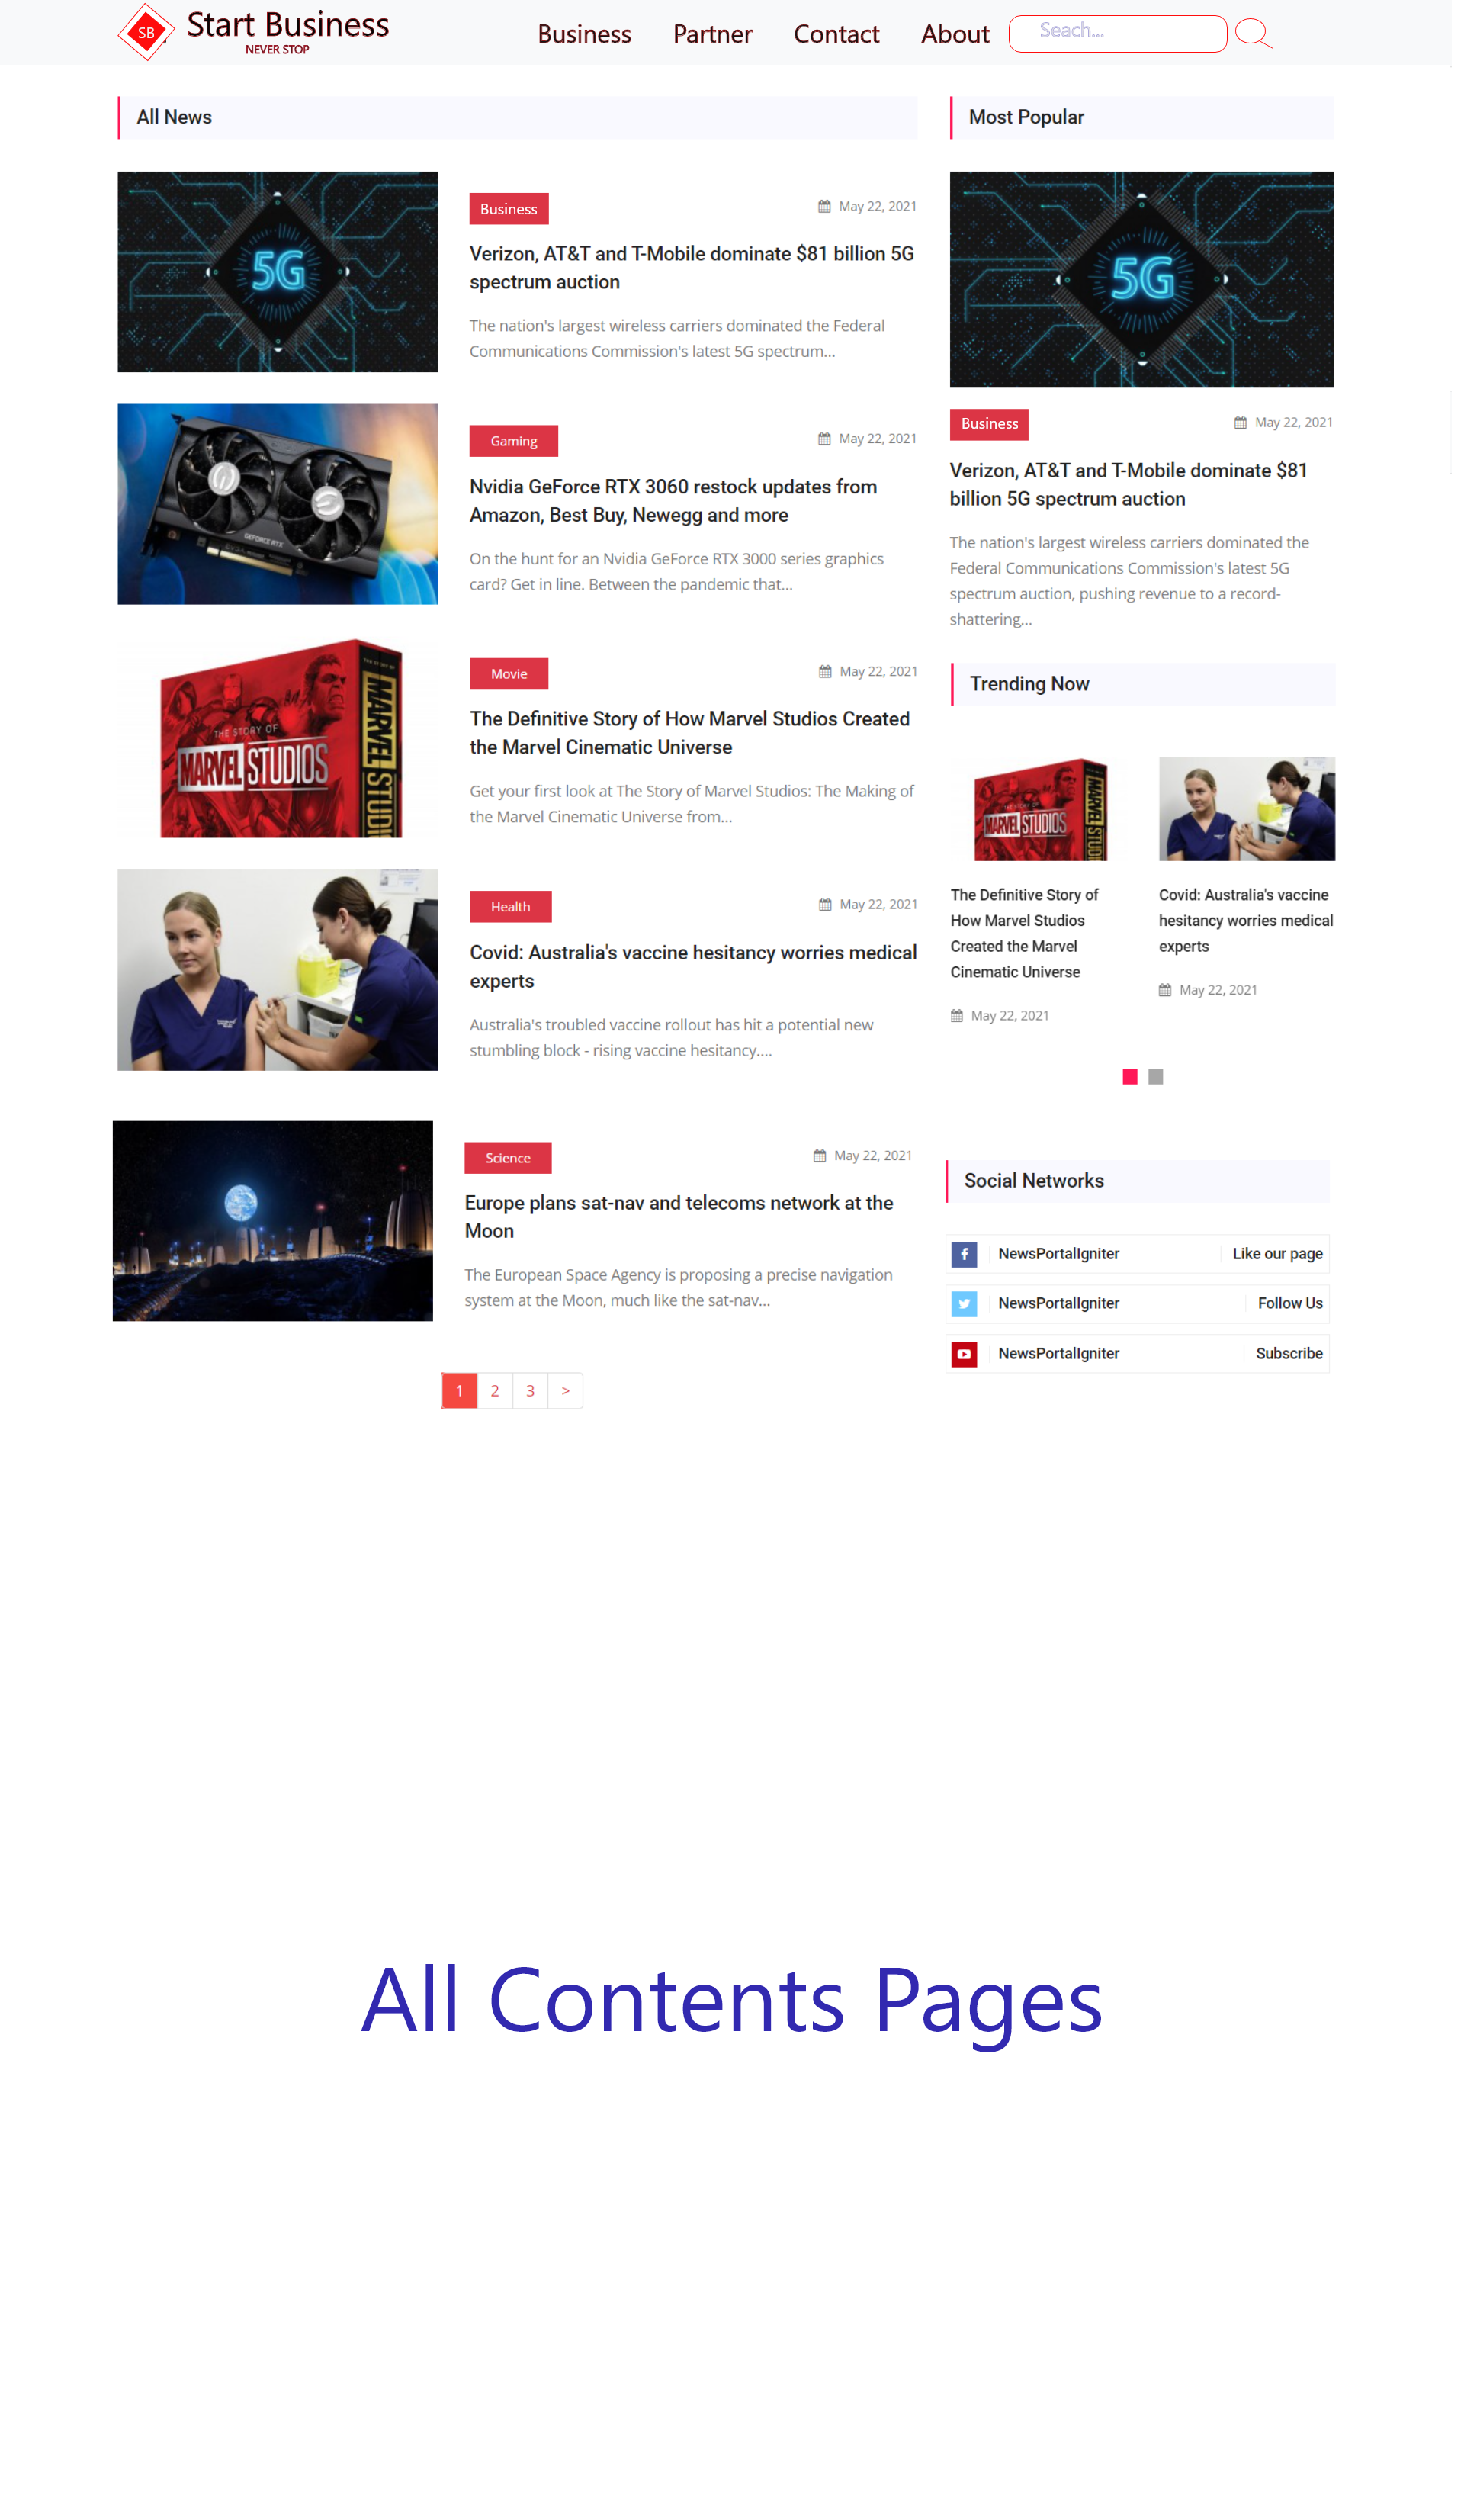 SB
Start Business
NEVER STOP
Business
Partner
Contact
About
Seach...
All News
5G
Business
May 22, 2021
Verizon, AT&T and T-Mobile dominate $81 billion 5G
spectrum auction
The nation's largest wireless carriers dominated the Federal
Communications Commission's latest 5G spectrum...
GEFORCE RTX
Gaming
May 22, 2021
Nvidia GeForce RTX 3060 restock updates from
Amazon, Best Buy, Newegg and more
On the hunt for an Nvidia GeForce RTX 3000 series graphics
card? Get in line. Between the pandemic that...
THE STORY OF
MARVEL STUDIOS
MARVEL STUDI
Movie
May 22, 2021
The Definitive Story of How Marvel Studios Created
the Marvel Cinematic Universe
Get your first look at The Story of Marvel Studios: The Making of
the Marvel Cinematic Universe from...
Health
May 22, 2021
Covid: Australia's vaccine hesitancy worries medical
experts
Australia's troubled vaccine rollout has hit a potential new
stumbling block - rising vaccine hesitancy....
Science
May 22, 2021
Europe plans sat-nav and telecoms network at the
Moon
The European Space Agency is proposing a precise navigation
system at the Moon, much like the sat-nav...
1
2
3
>
Most Popular
5G
Business
May 22, 2021
Verizon, AT&T and T-Mobile dominate $81
billion 5G spectrum auction
The nation's largest wireless carriers dominated the
Federal Communications Commission's latest 5G
spectrum auction, pushing revenue to a record-
shattering...
Trending Now
MARVEL STUDIOS
MARVEL STUDI
The Definitive Story of
How Marvel Studios
Created the Marvel
Cinematic Universe
May 22, 2021
Covid: Australia's vaccine
hesitancy worries medical
experts
May 22, 2021
Social Networks
NewsPortalIgniter
Like our page
NewsPortalIgniter
Follow Us
NewsPortalIgniter
Subscribe
All Contents Pages